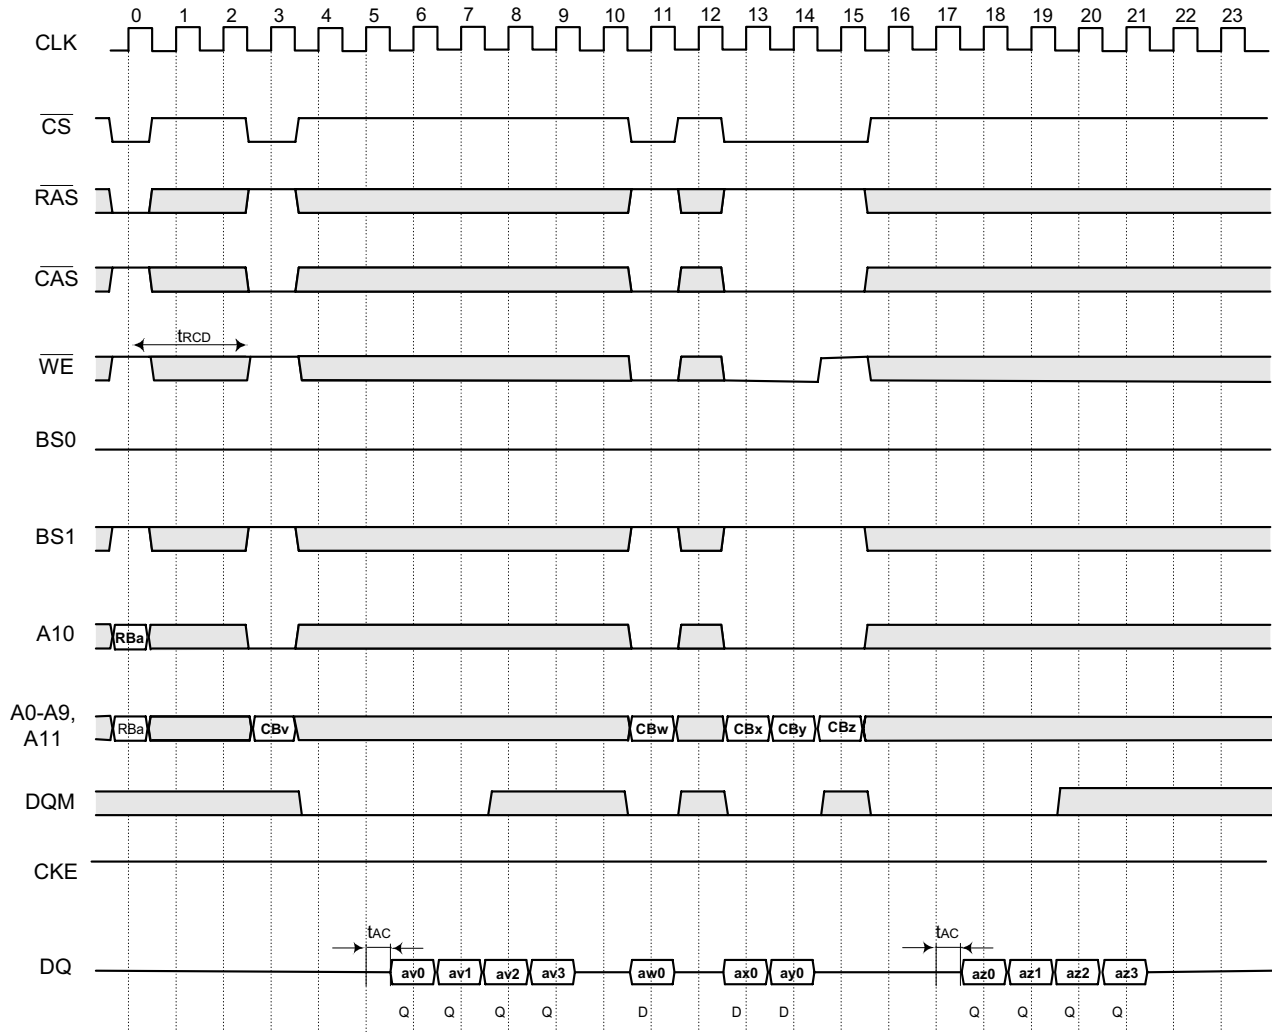 0 1 2 3 4 5 6 7 8 9 10 11 12 13 14 15 16 17 18 19 20 21 22 23
CLK
CS
RAS
CAS
tRCD
WE
BS0
BS1
A10
RBa
A0-A9,
A11
RBa CBv CBw CBx CBy CBz
DQM
CKE
tAC tAC
DQ
av0 av1 av2 av3 aw0 ax0 ay0 az0 az1 az2 az3
Q Q Q Q D D D Q Q Q Q